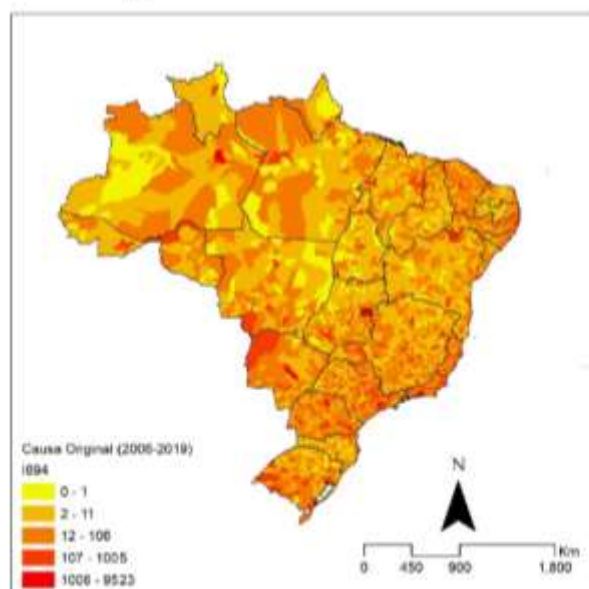 Causa Original (2006-2019)
I694
0 - 1
2 - 11
12 - 106
107 - 1005
1006 - 9523
N
Km
0 450 900 1.800